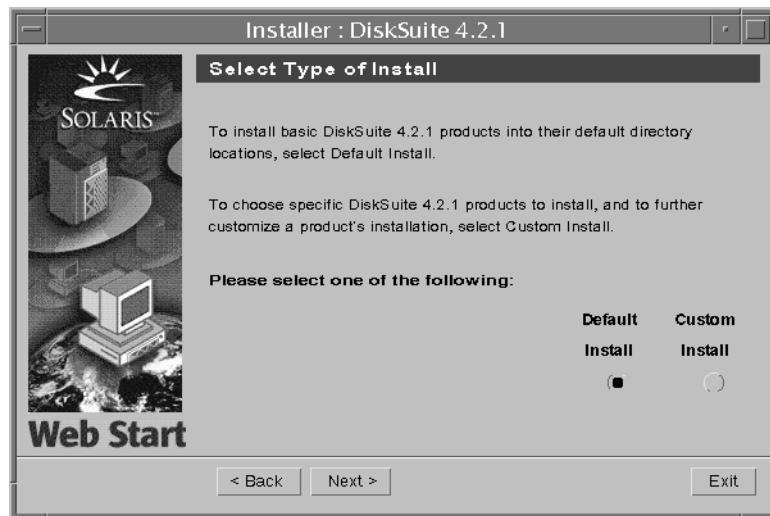 Installer : DiskSuite 4.2.1
Select Type of Install
SOLARIS™
To install basic DiskSuite 4.2.1 products into their default directory
locations, select Default Install.
To choose specific DiskSuite 4.2.1 products to install, and to further
customize a product's installation, select Custom Install.
Please select one of the following:
Default Custom
Install Install
Web Start
< Back Next > Exit